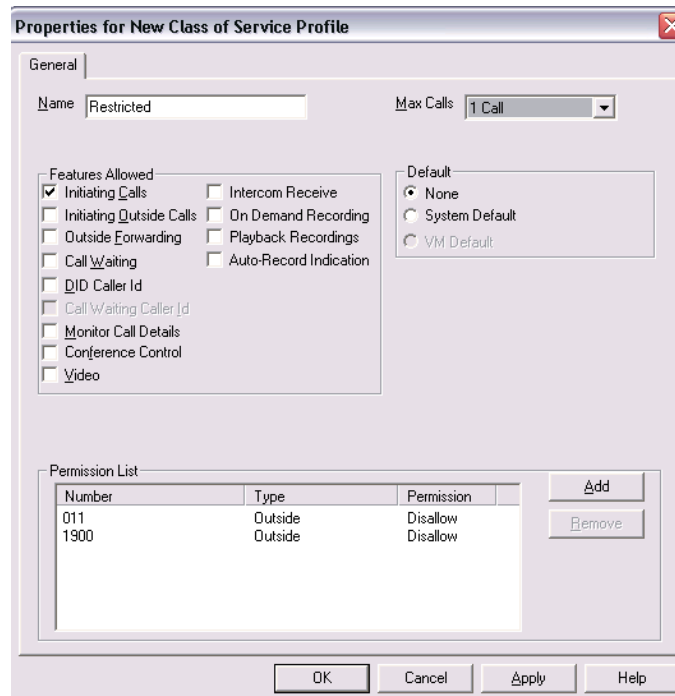 Properties for New Class of Service Profile
General
Name Restricted Max Calls 1 Call
Features Allowed
Initiating Calls Intercom Receive
Initiating Outside Calls On Demand Recording
Outside Forwarding Playback Recordings
Call Waiting Auto-Record Indication
DID Caller Id
Call Waiting Caller Id
Monitor Call Details
Conference Control
Video
Default
None
System Default
VM Default
Permission List
Number Type Permission
011 Outside Disallow
1900 Outside Disallow
Add
Remove
OK Cancel Apply Help